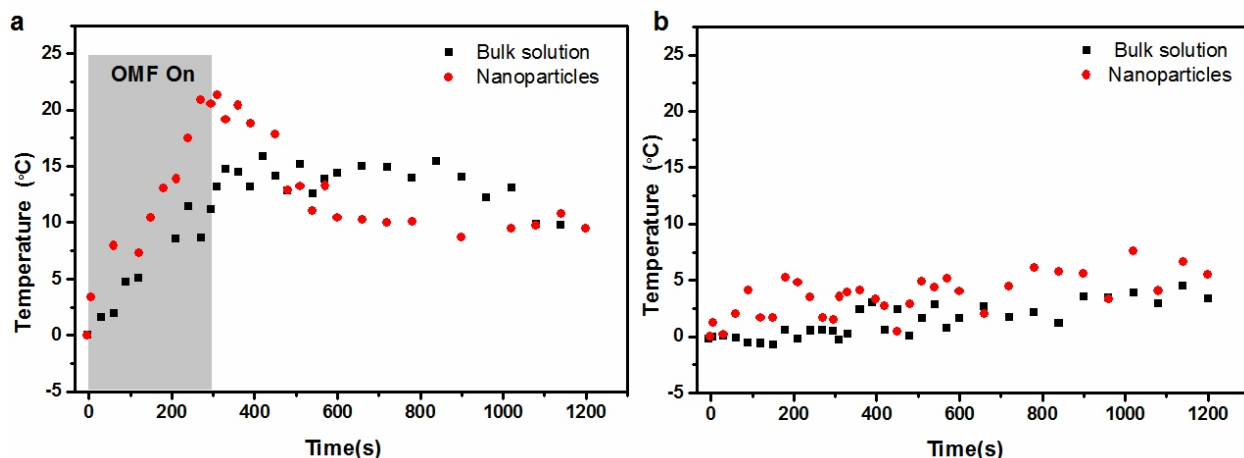 a
25
20
15
10
5
0
-5
Temperature (°C)
OMF On
Bulk solution
Nanoparticles
0 200 400 600 800 1000 1200
Time(s)
b
25
20
15
10
5
0
-5
Temperature (°C)
Bulk solution
Nanoparticles
0 200 400 600 800 1000 1200
Time(s)